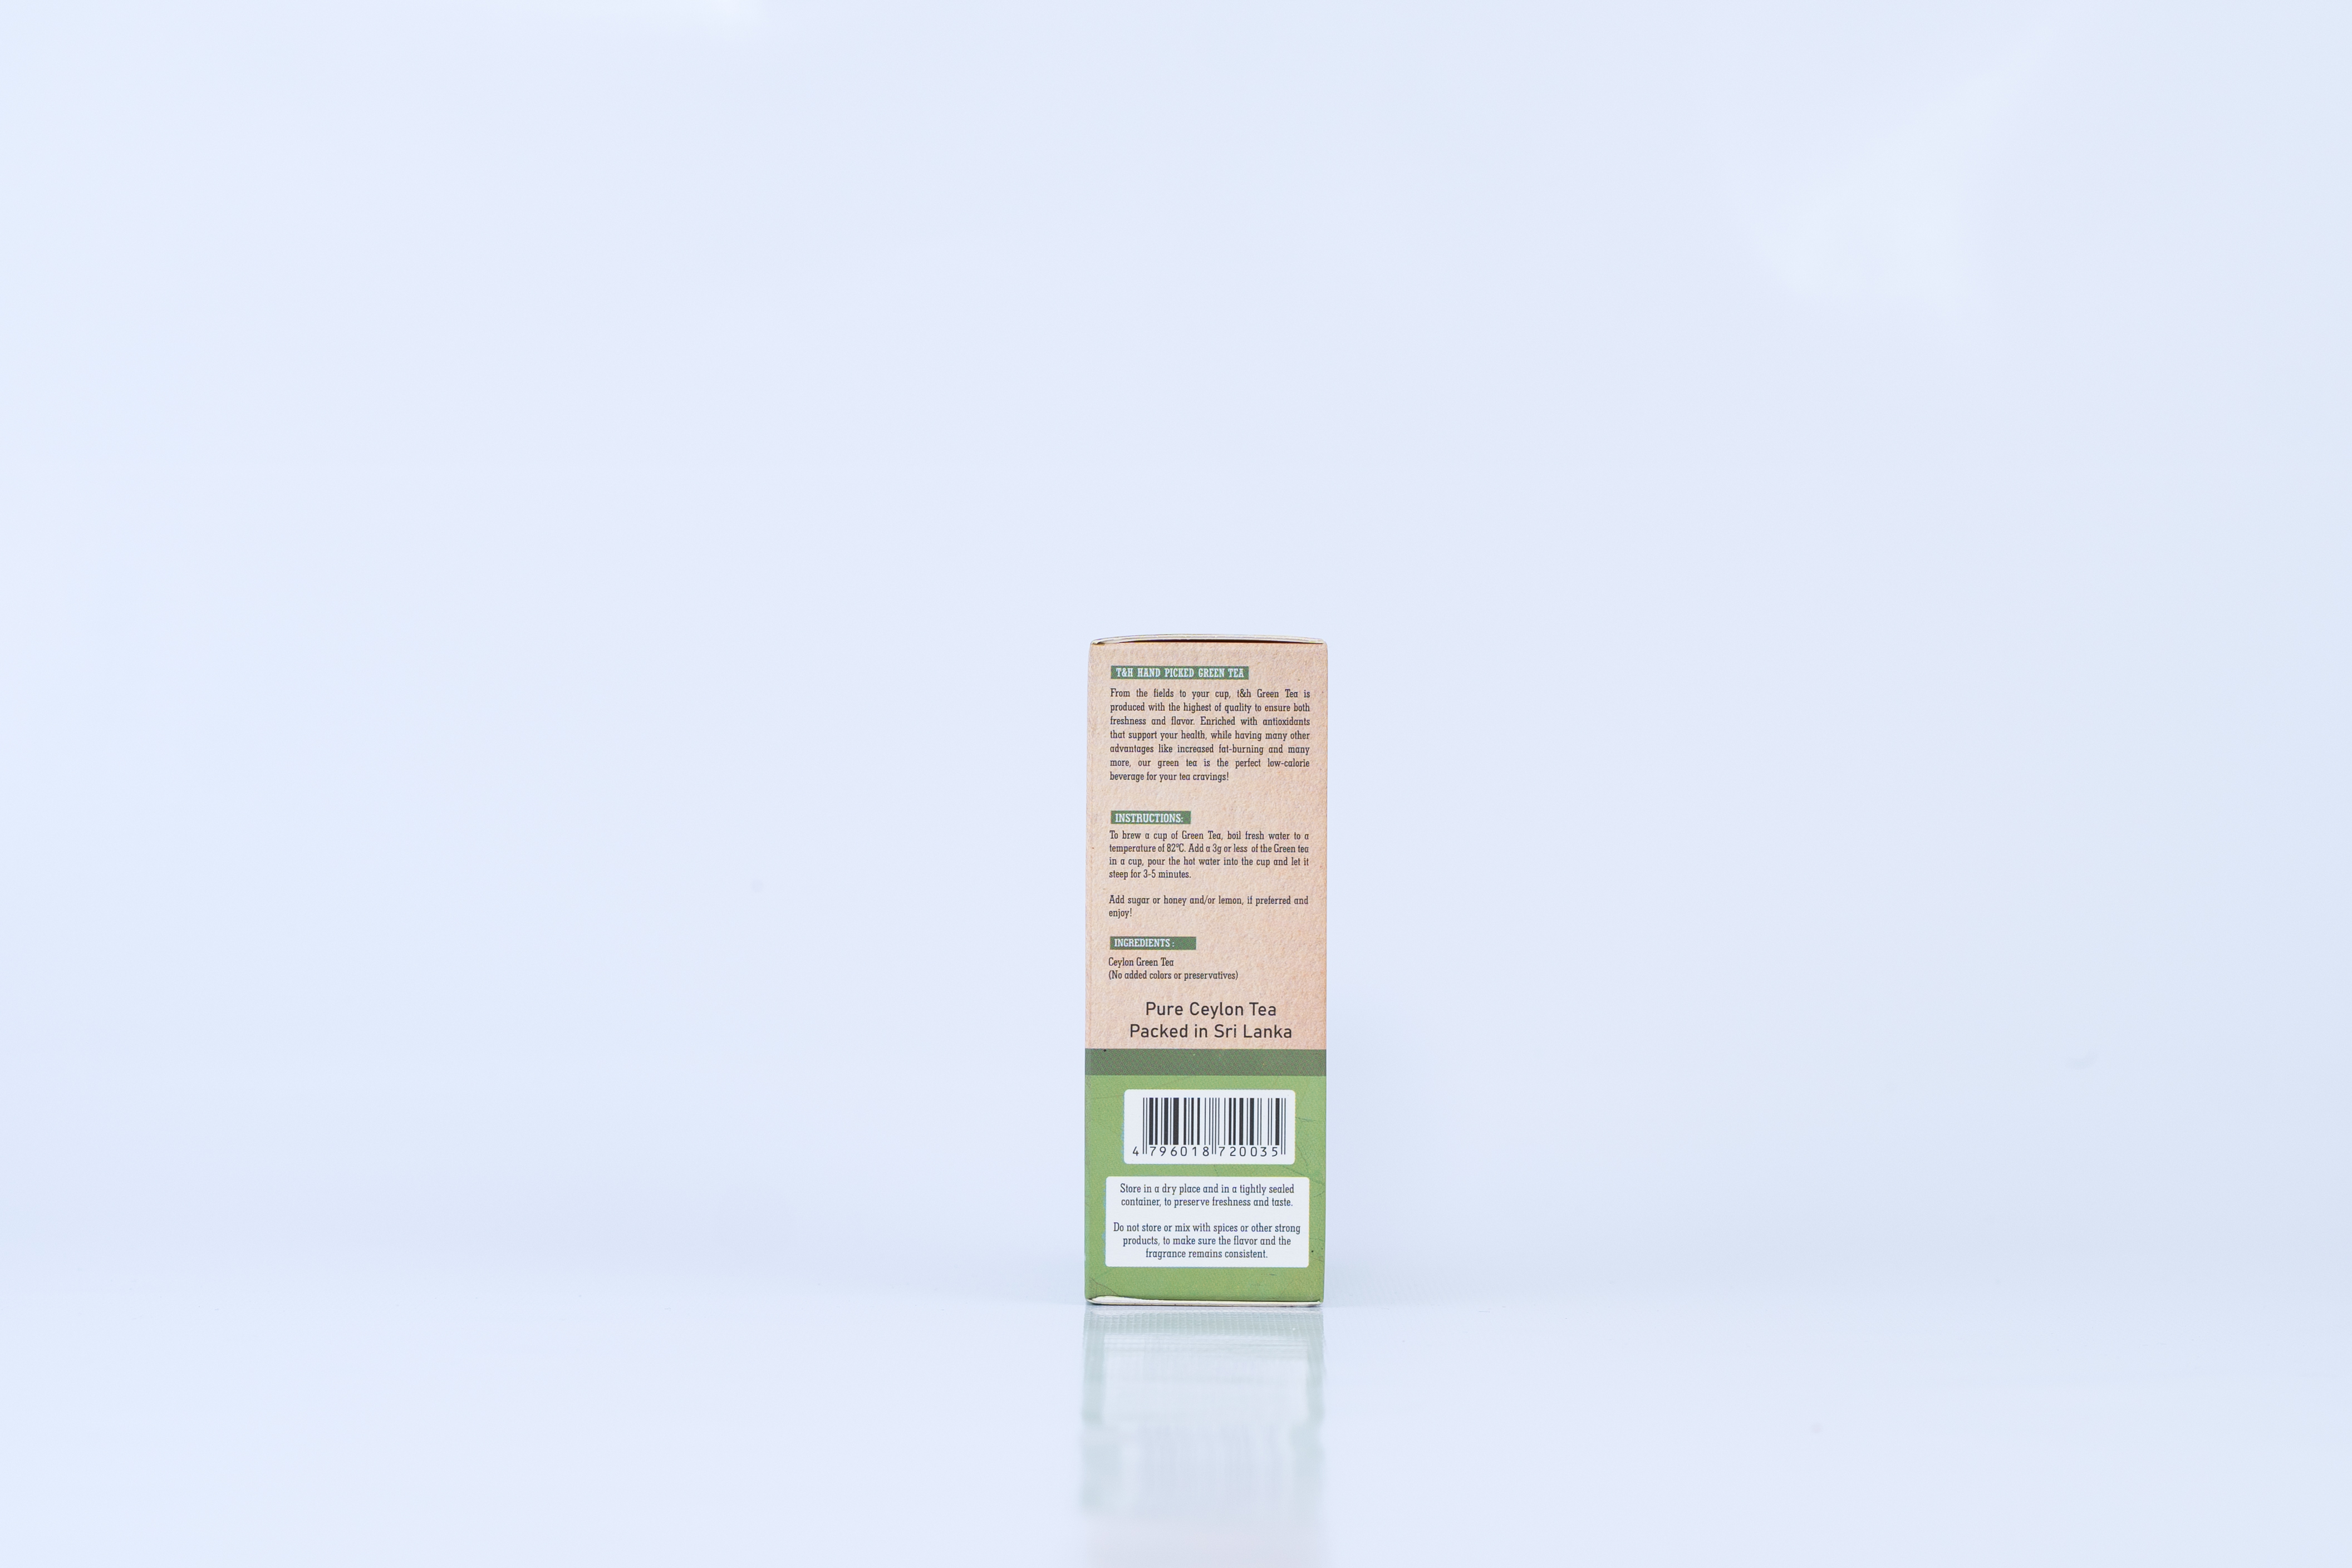 T&H HAND PICKED GREEN TEA
From the fields to your cup, t&h Green Tea is
produced with the highest of quality to ensure both
freshness and flavor. Enriched with antioxidants
that support your health, while having many other
advantages like increased fat-burning and many
more, our green tea is the perfect low-calorie
beverage for your tea cravings!
INSTRUCTIONS:
To brew a cup of Green Tea, boil fresh water to a
temperature of 82°C. Add a 3g or less of the Green tea
in a cup, pour the hot water into the cup and let it
steep for 3-5 minutes.
Add sugar or honey and/or lemon, if preferred and
enjoy!
INGREDIENTS :
Ceylon Green Tea
(No added colors or preservatives)
Pure Ceylon Tea
Packed in Sri Lanka
4 796018 720035
Store in a dry place and in a tightly sealed
container, to preserve freshness and taste.
Do not store or mix with spices or other strong
products, to make sure the flavor and the
fragrance remains consistent.